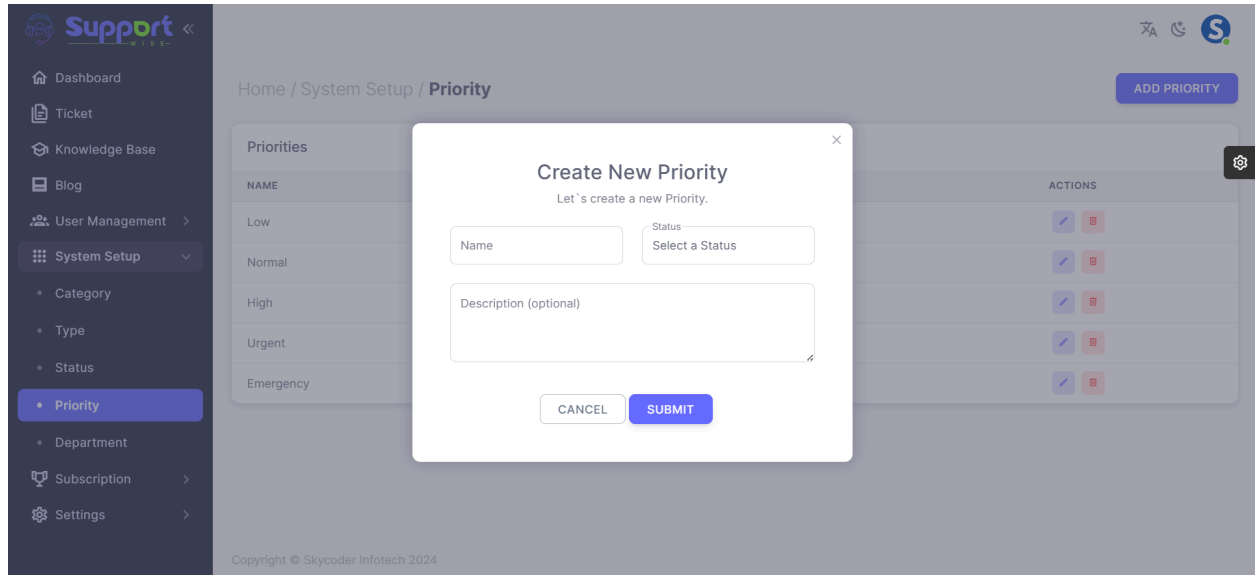 Support
WISE
Dashboard
Ticket
Knowledge Base
Blog
User Management
System Setup
Category
Type
Status
Priority
Department
Subscription
Settings
Home / System Setup / Priority
ADD PRIORITY
Priorities
NAME
ACTIONS
Low
Normal
High
Urgent
Emergency
Create New Priority
Let`s create a new Priority.
Name
Status
Select a Status
Description (optional)
CANCEL
SUBMIT
Copyright © Skycoder Infotech 2024